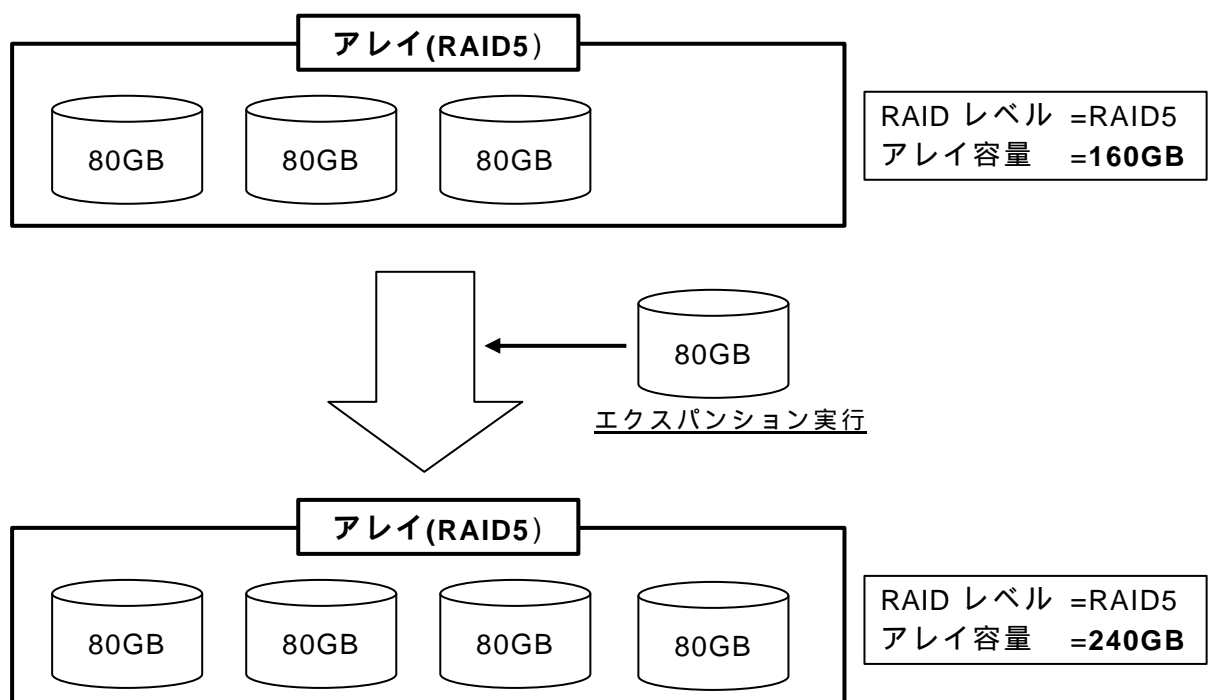 アレイ(RAID5)
80GB
80GB
80GB
RAID レベル =RAID5
アレイ容量 =160GB
80GB
エクスパンション実行
アレイ(RAID5)
80GB
80GB
80GB
80GB
RAID レベル =RAID5
アレイ容量 =240GB